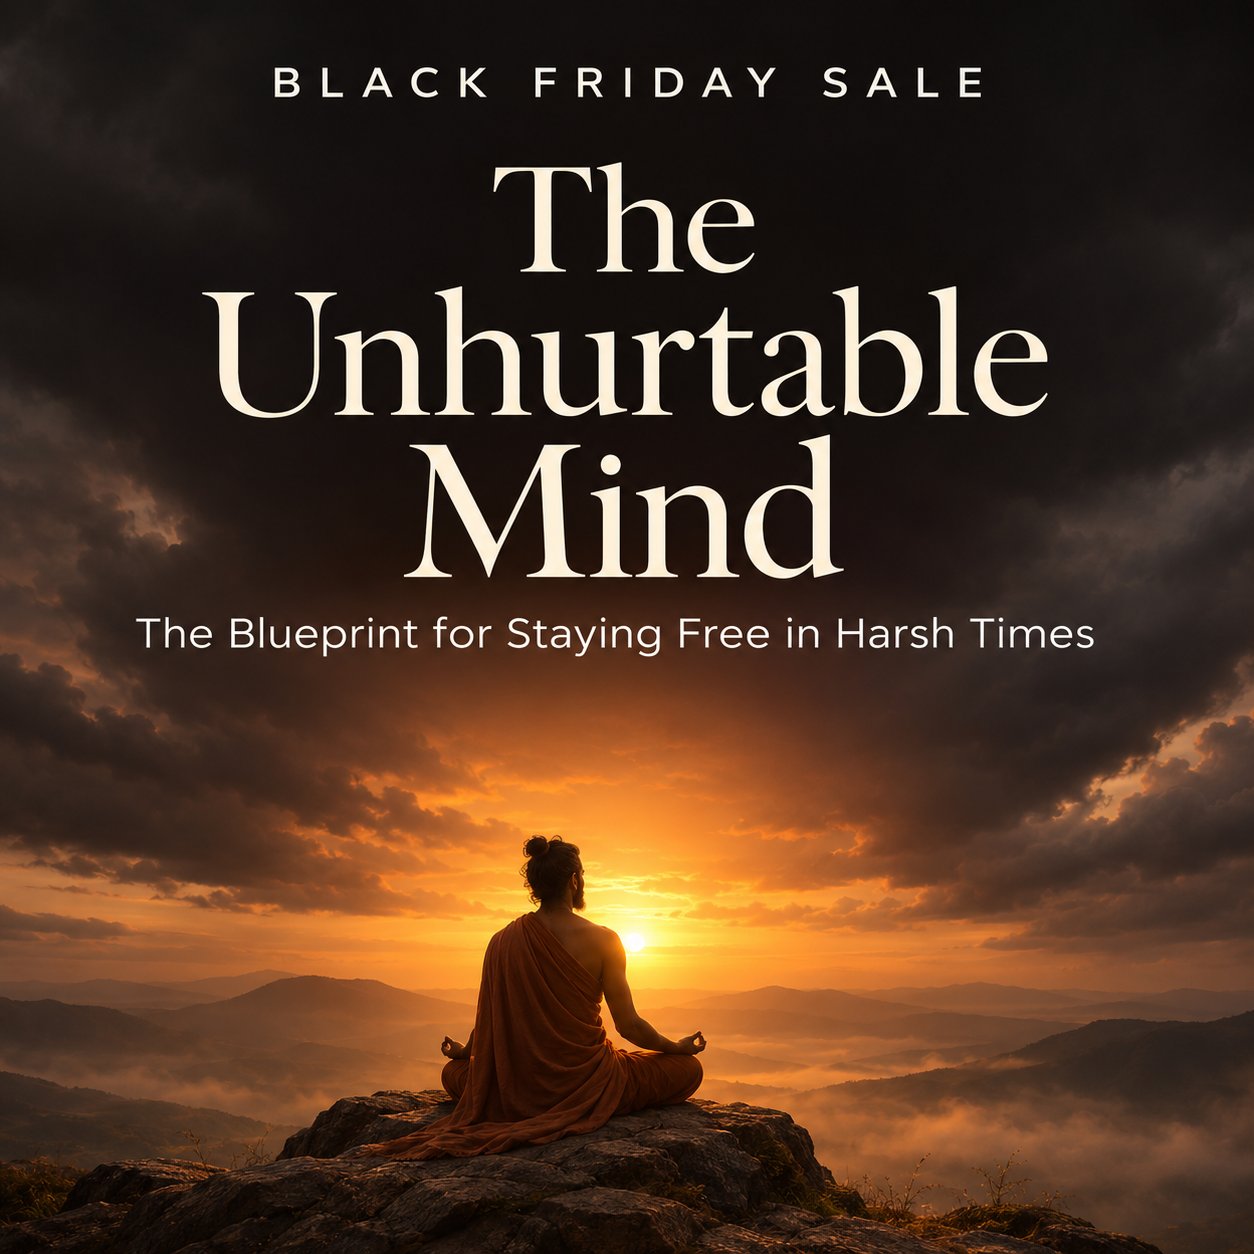 BLACK FRIDAY SALE
The
Unhurtable
Mind
The Blueprint for Staying Free in Harsh Times